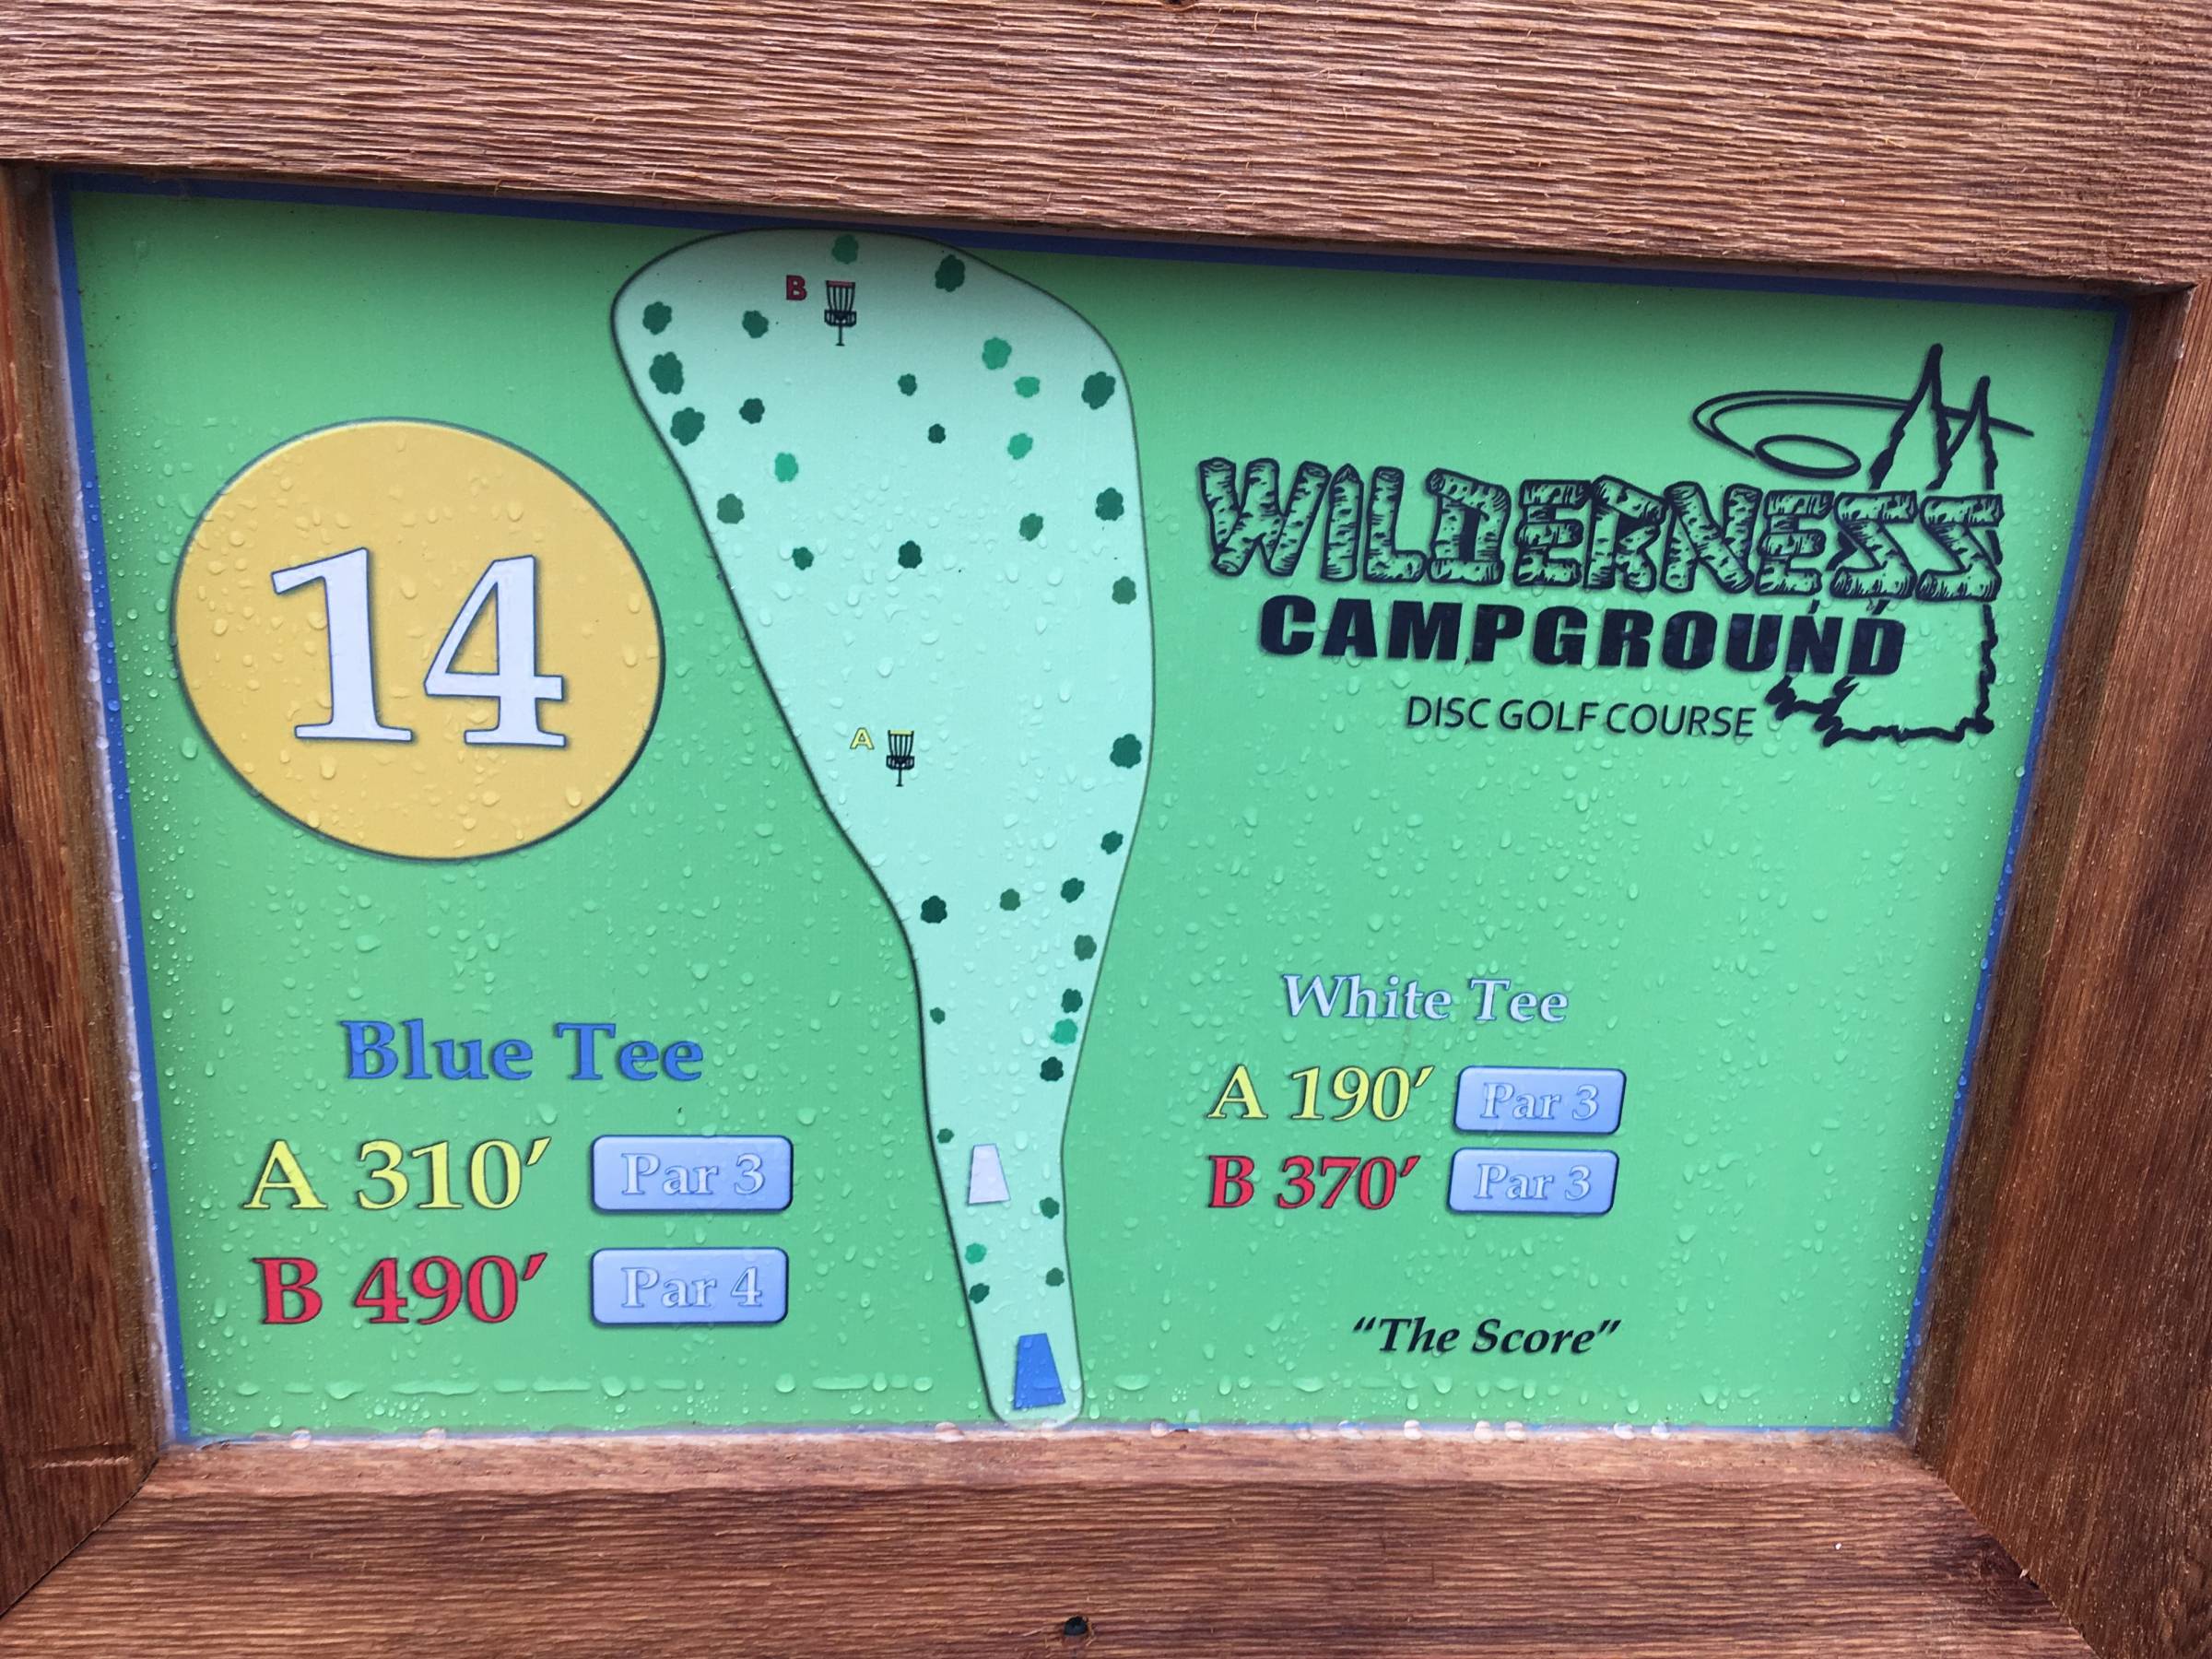 B
14
WILDERNESS
CAMPGROUND
DISC GOLF COURSE
A
Blue Tee
A 310′ Par 3
B 490′ Par 4
White Tee
A 190′ Par 3
B 370′ Par 3
“The Score”